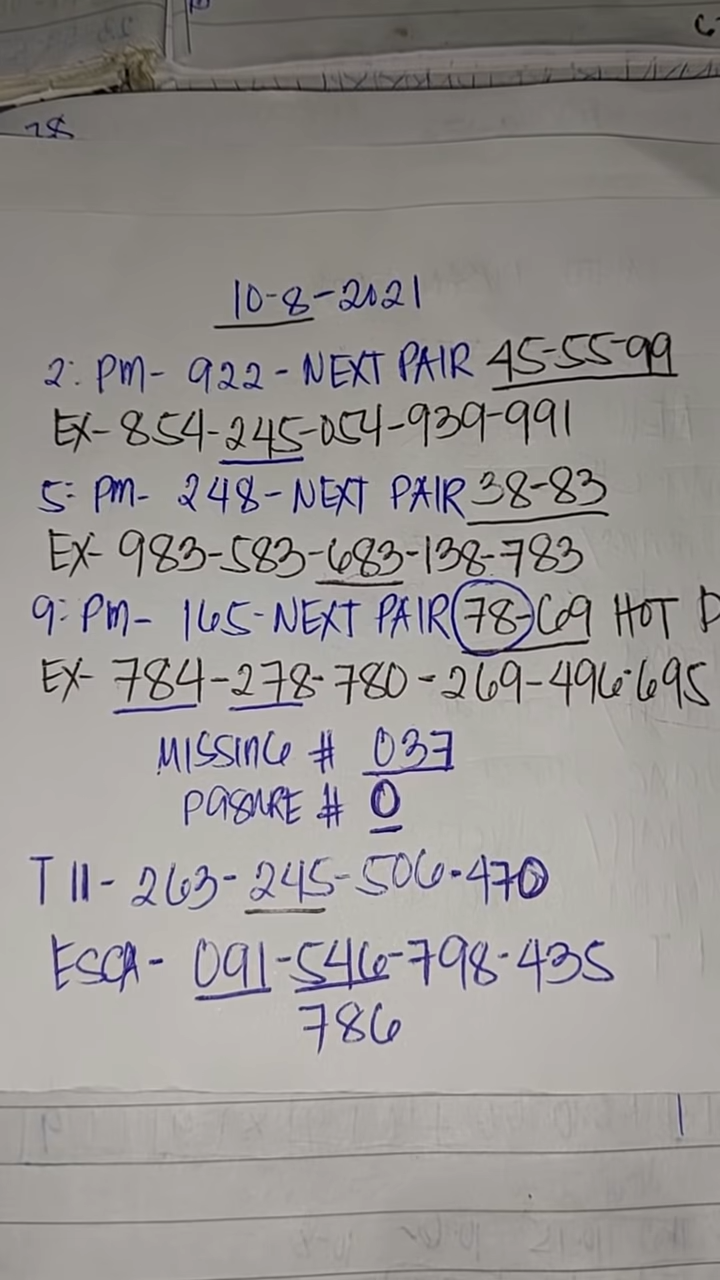 78
10-8-2021
2: PM- 922-NEXT PAIR 45-55-99
EX-854-245-054-939-991
5: PM- 248-NEXT PAIR 38-83
EX-983-583-683-138-783
9: PM- 165-NEXT PAIR 78-69 HOT
EX- 784-278-780-269-496-695
MISSING # 037
PASURE # 0
T11-263-245-506-470
ESCA- 091-546-798-435
786